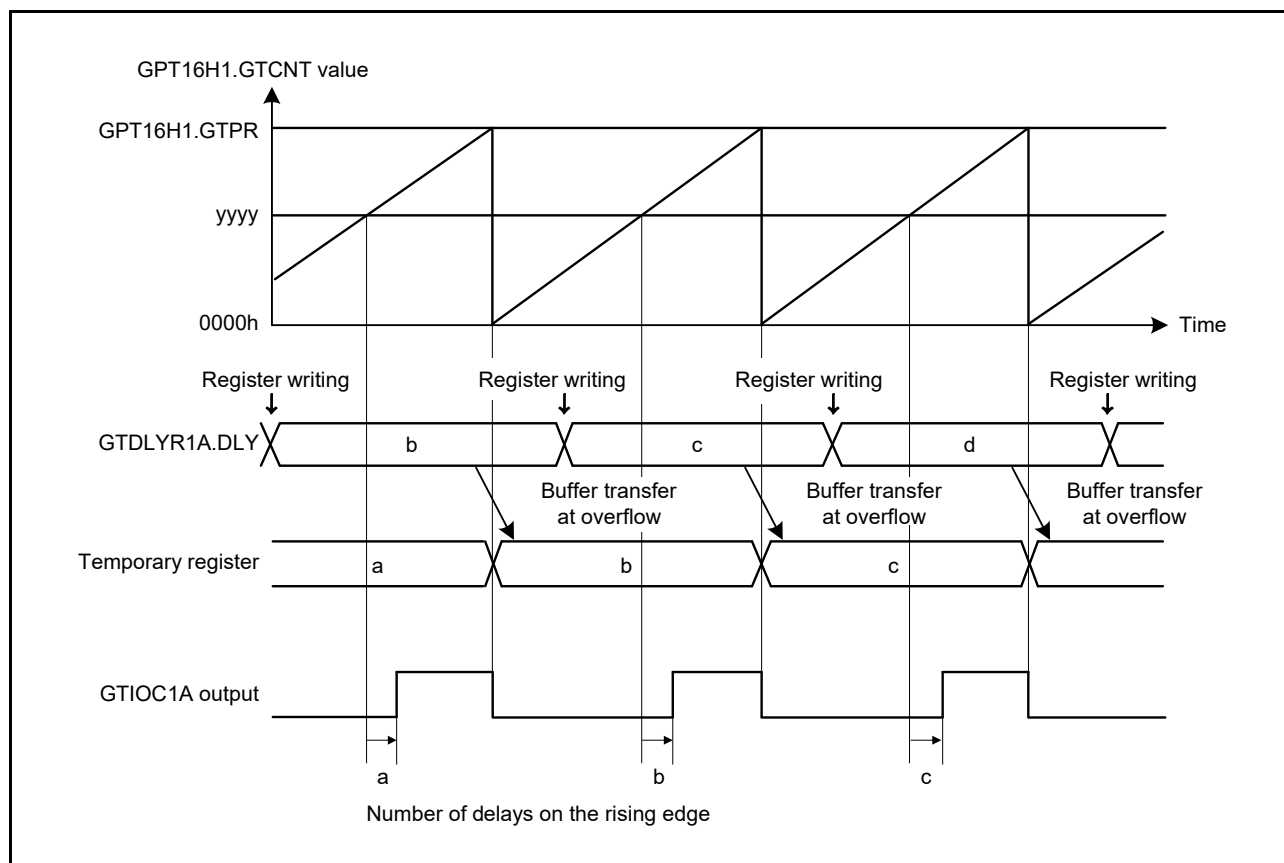 GPT16H1.GTCNT value
GPT16H1.GTPR
yyyy
0000h
Time
Register writing
Register writing
Register writing
Register writing
GTDLYR1A.DLY
b
c
d
Buffer transfer
at overflow
Buffer transfer
at overflow
Buffer transfer
at overflow
Temporary register
a
b
c
GTIOC1A output
a
b
c
Number of delays on the rising edge